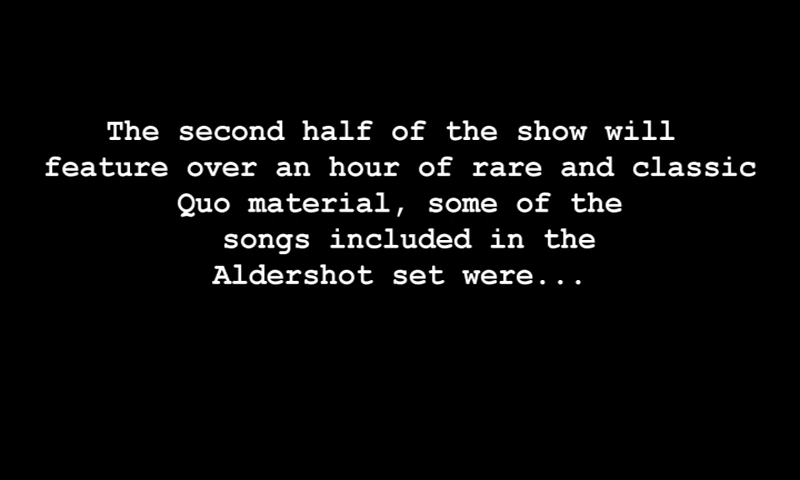 The second half of the show will
feature over an hour of rare and classic
Quo material, some of the
songs included in the
Aldershot set were...